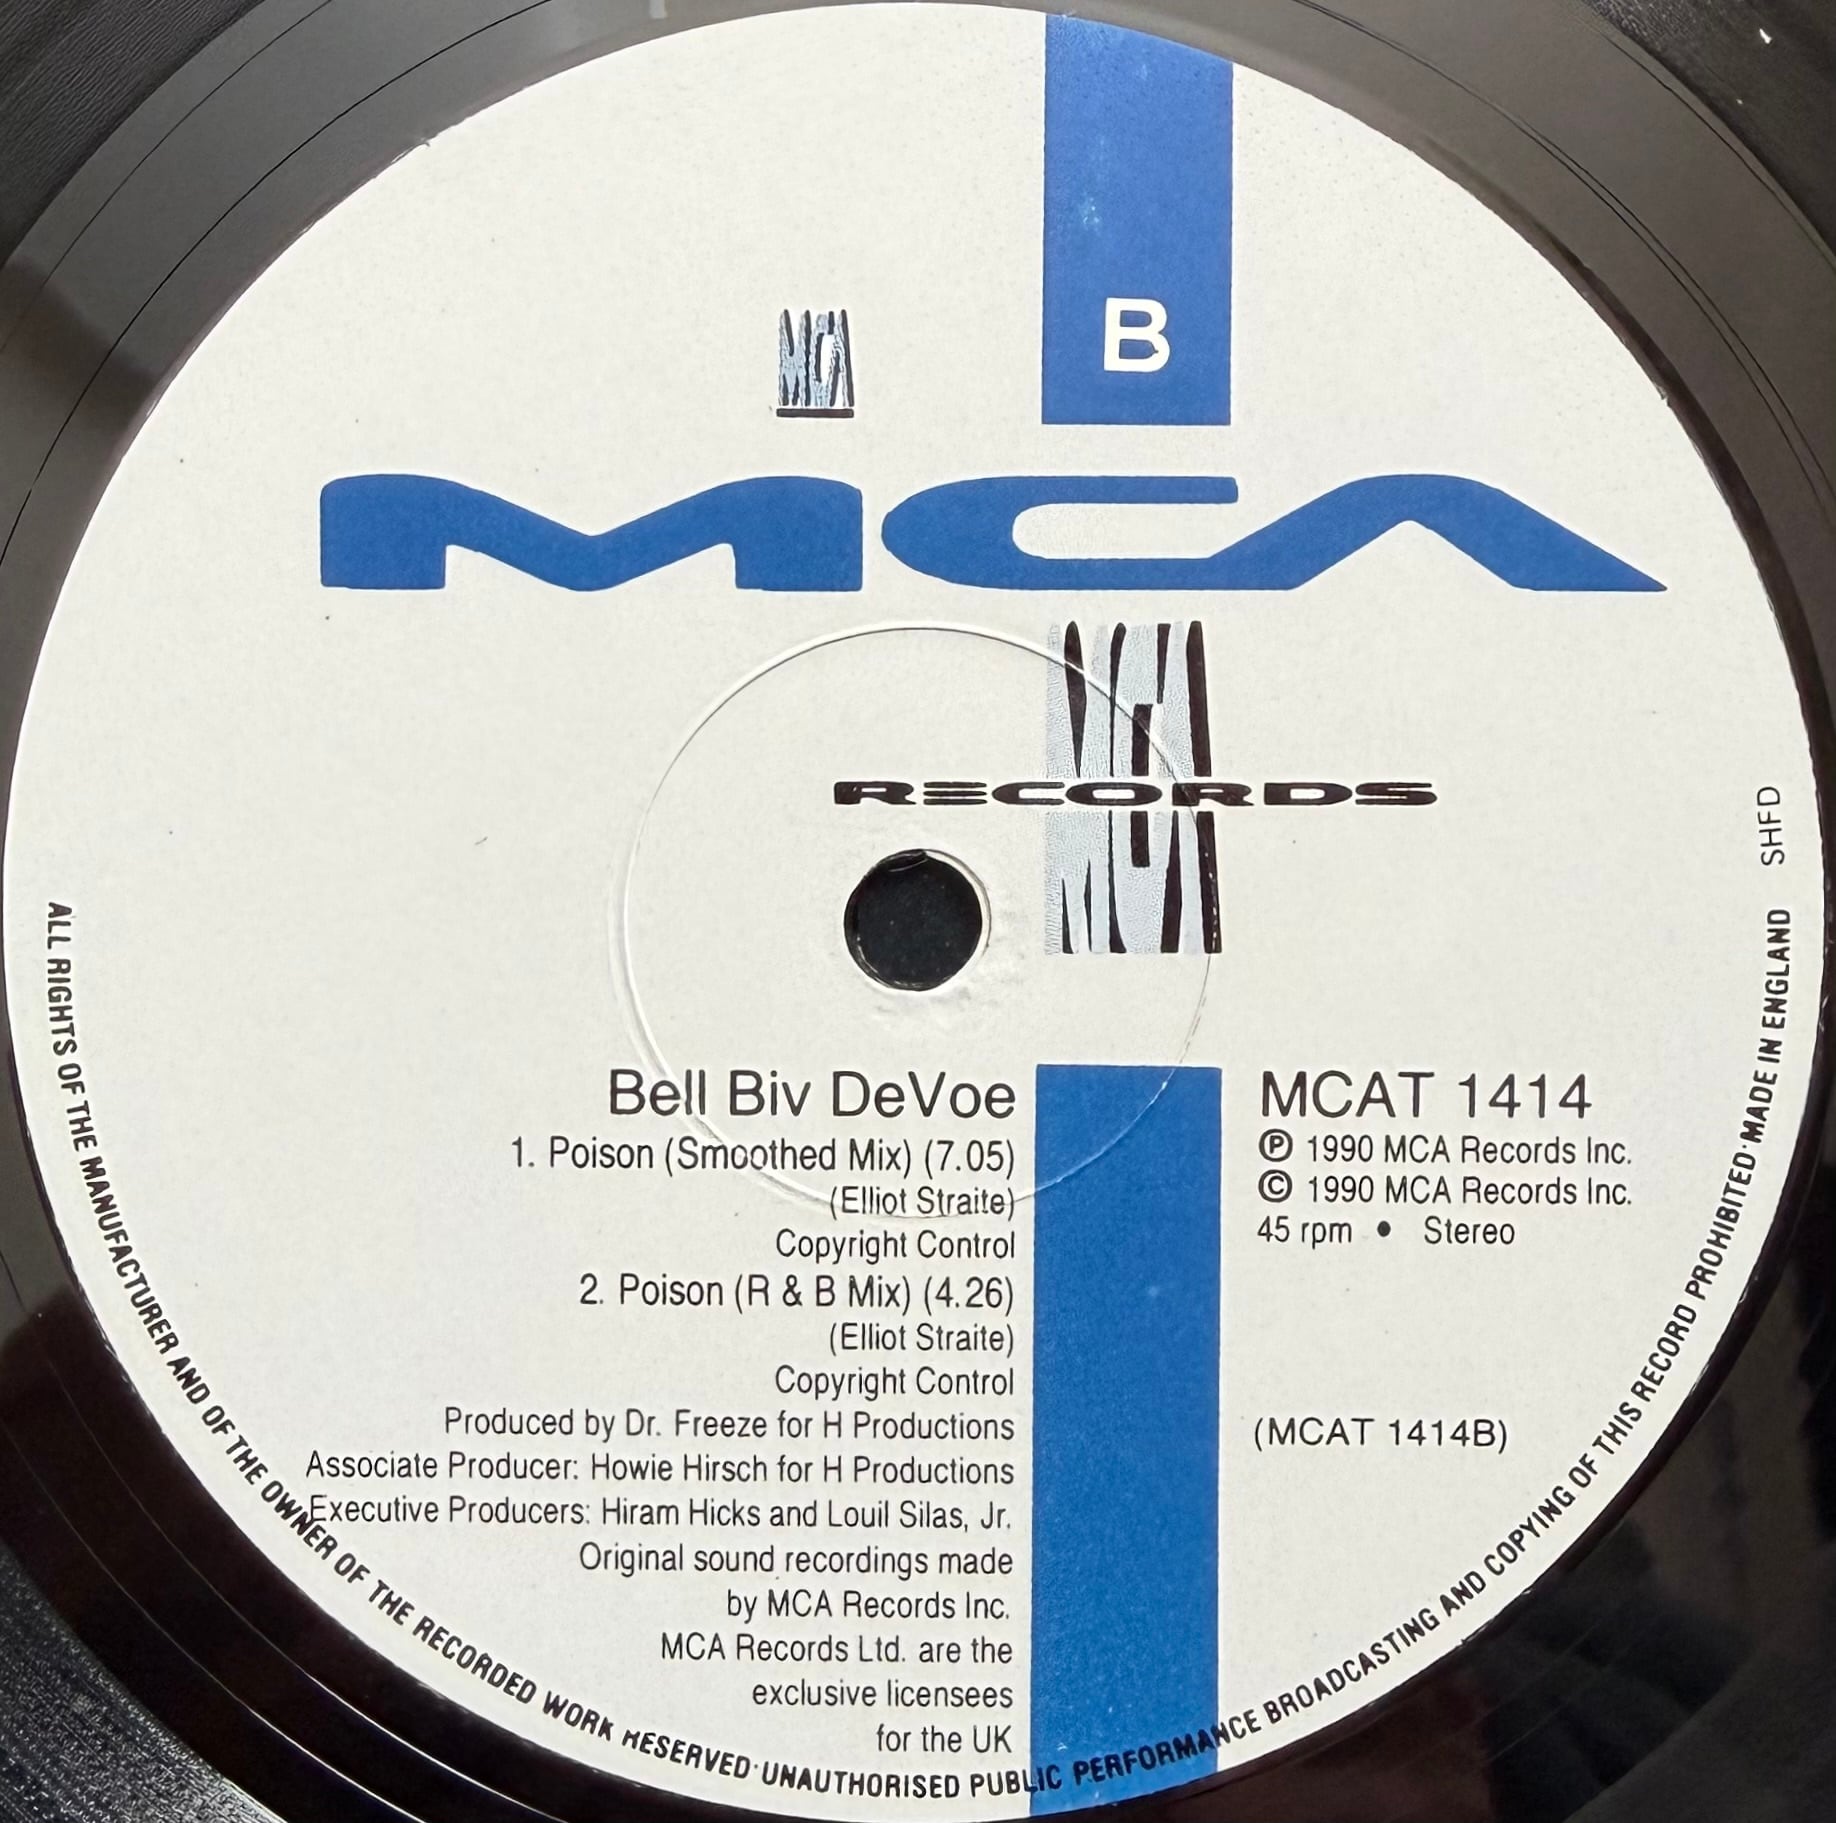 B
MCA
MCA
MCA
RECORDS
MCA
SHFD
Bell Biv DeVoe
1. Poison (Smoothed Mix) (7.05)
(Elliot Straite)
Copyright Control
2. Poison (R & B Mix) (4.26)
(Elliot Straite)
Copyright Control
Produced by Dr. Freeze for H Productions
Associate Producer: Howie Hirsch for H Productions
Executive Producers: Hiram Hicks and Louil Silas, Jr.
Original sound recordings made
by MCA Records Inc.
MCA Records Ltd. are the
exclusive licensees
for the UK
MCAT 1414
Ⓟ 1990 MCA Records Inc.
© 1990 MCA Records Inc.
45 rpm • Stereo
(MCAT 1414B)
ALL RIGHTS OF THE MANUFACTURER AND OF THE OWNER OF THE RECORDED WORK RESERVED·UNAUTHORISED PUBLIC PERFORMANCE BROADCASTING AND COPYING OF THIS RECORD PROHIBITED·MADE IN ENGLAND